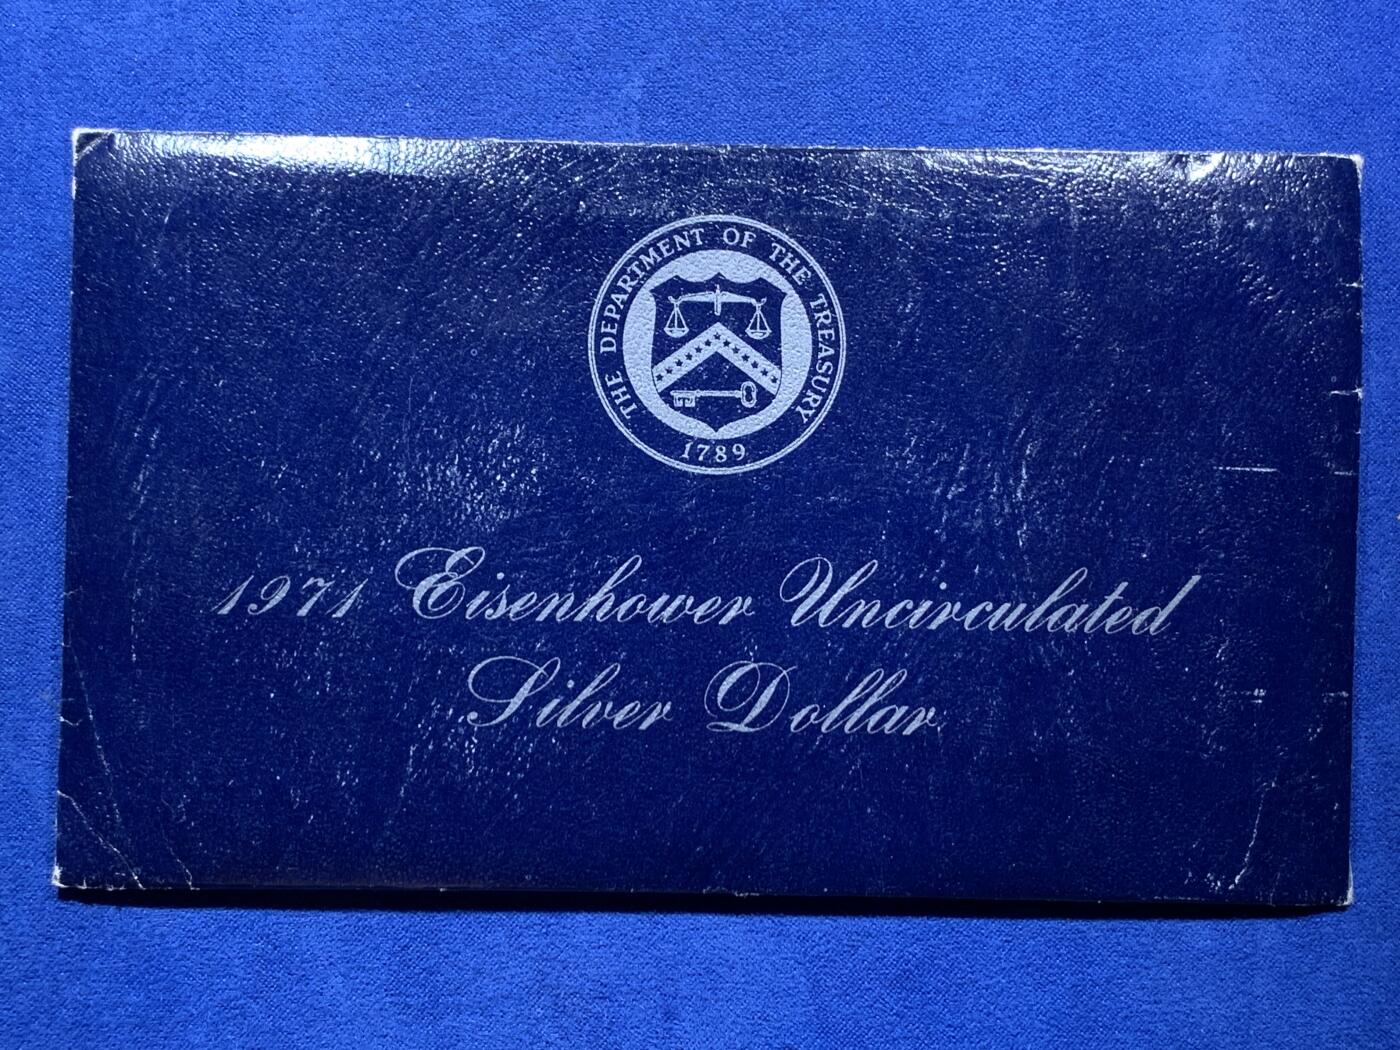 THE DEPARTMENT OF THE TREASURY
1789
1971 Eisenhower Uncirculated
Silver Dollar